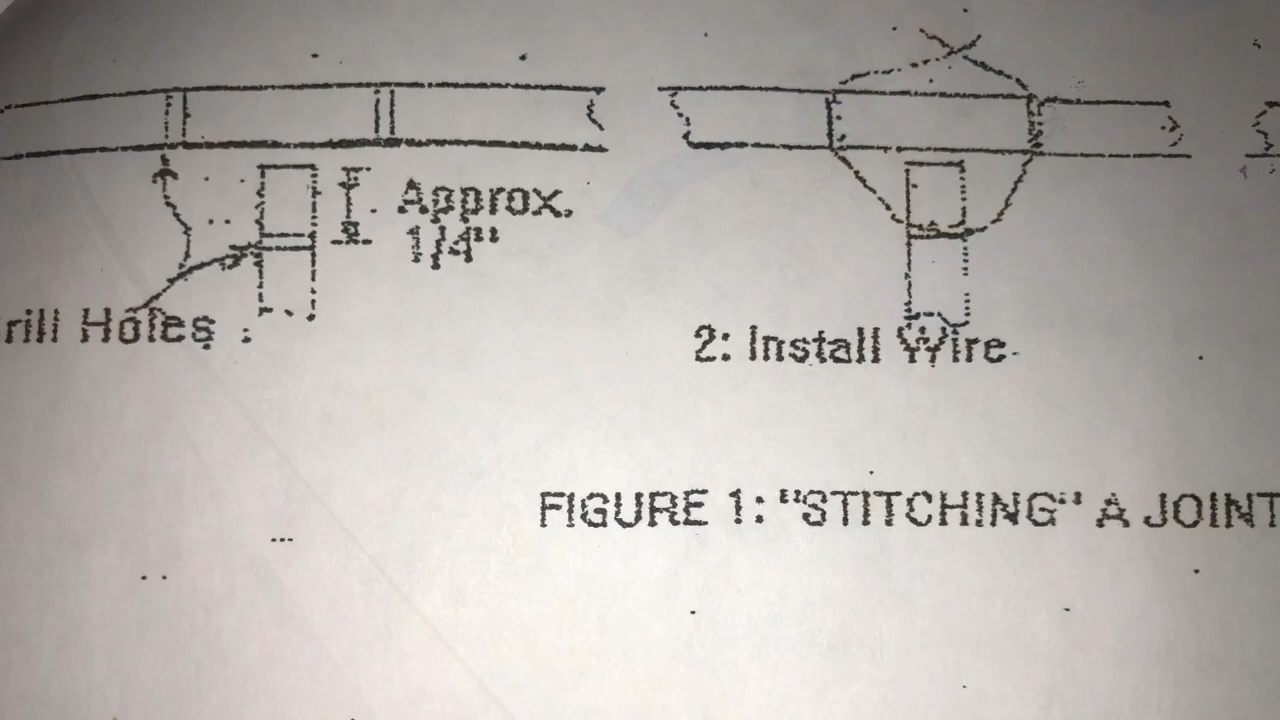 Approx.
1/4"
rill Holes
2: Install Wire
FIGURE 1: "STITCHING" A JOINT